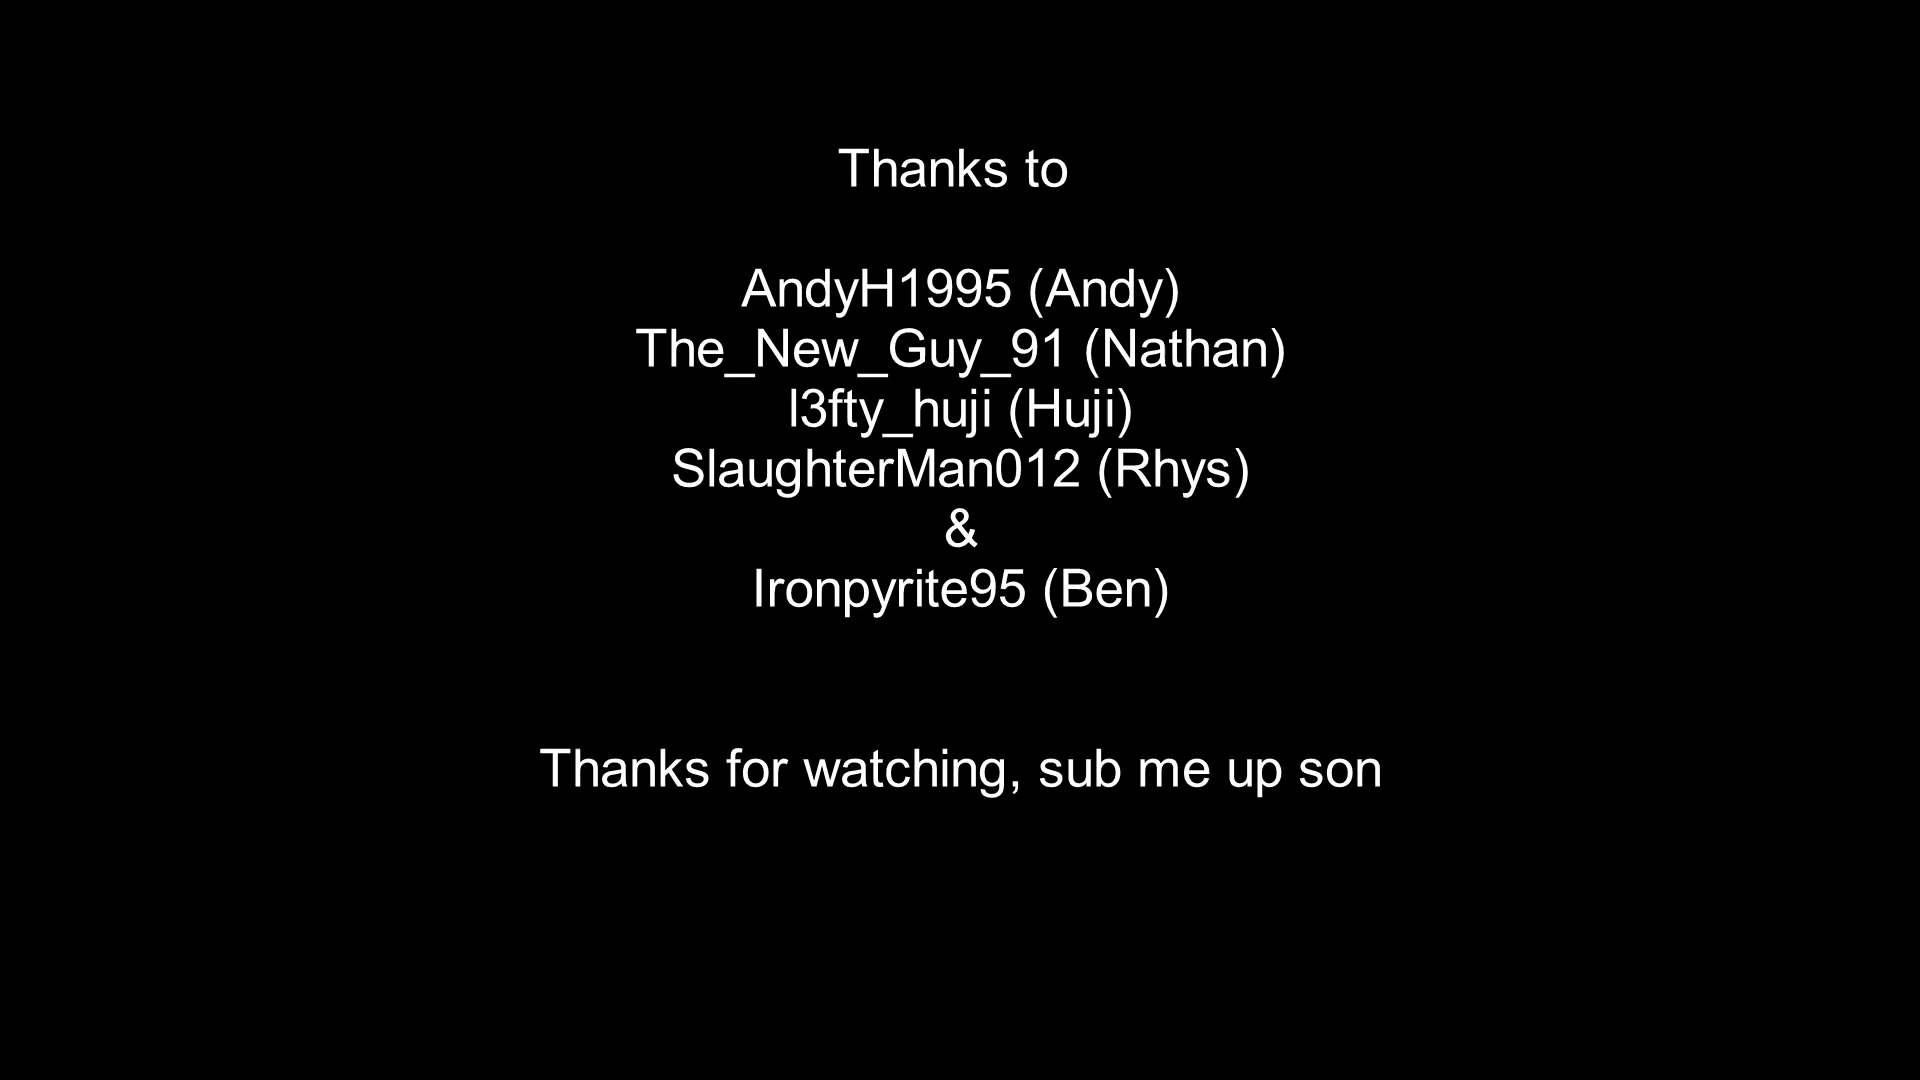 Thanks to
AndyH1995 (Andy)
The_New_Guy_91 (Nathan)
l3fty_huji (Huji)
SlaughterMan012 (Rhys)
&
Ironpyrite95 (Ben)
Thanks for watching, sub me up son